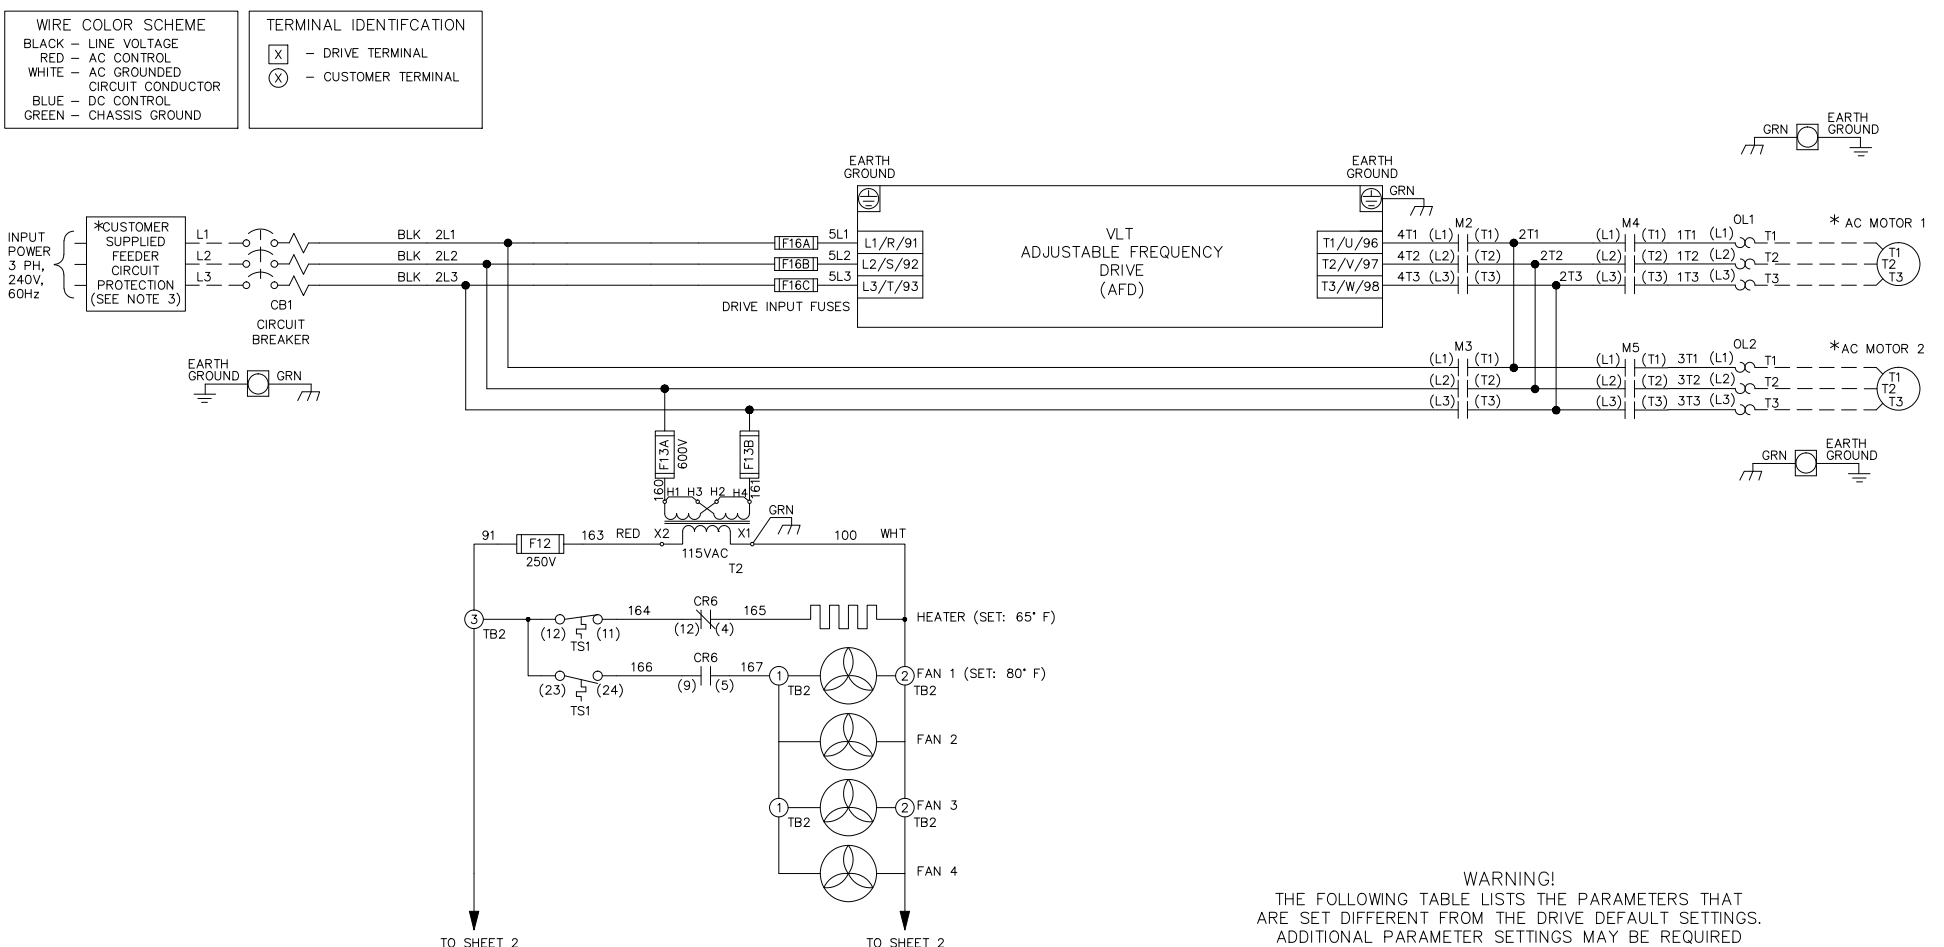 WIRE COLOR SCHEME
BLACK – LINE VOLTAGE
RED – AC CONTROL
WHITE – AC GROUNDED
CIRCUIT CONDUCTOR
BLUE – DC CONTROL
GREEN – CHASSIS GROUND
TERMINAL IDENTIFCATION
X – DRIVE TERMINAL
X – CUSTOMER TERMINAL
GRN
EARTH
GROUND
INPUT
POWER
3 PH,
240V,
60Hz
*CUSTOMER
SUPPLIED
FEEDER
CIRCUIT
PROTECTION
(SEE NOTE 3)
L1
L2
L3
CB1
CIRCUIT
BREAKER
BLK 2L1
BLK 2L2
BLK 2L3
F16A
F16B
F16C
5L1
5L2
5L3
DRIVE INPUT FUSES
EARTH
GROUND
L1/R/91
L2/S/92
L3/T/93
VLT
ADJUSTABLE FREQUENCY
DRIVE
(AFD)
EARTH
GROUND
GRN
T1/U/96
T2/V/97
T3/W/98
M2
4T1 (L1) (T1) 2T1
4T2 (L2) (T2) 2T2
4T3 (L3) (T3) 2T3
M4
(L1) (T1) 1T1 (L1)
(L2) (T2) 1T2 (L2)
(L3) (T3) 1T3 (L3)
OL1
T1
T2
T3
* AC MOTOR 1
T1
T2
T3
EARTH
GROUND
GRN
M3
(L1) (T1)
(L2) (T2)
(L3) (T3)
M5
(L1) (T1) 3T1 (L1)
(L2) (T2) 3T2 (L2)
(L3) (T3) 3T3 (L3)
OL2
T1
T2
T3
*AC MOTOR 2
T1
T2
T3
GRN
EARTH
GROUND
F13A
600V
F13B
160
161
H1 H3 H2 H4
GRN
91
F12
250V
163 RED X2
X1
115VAC
T2
100 WHT
3
TB2
(12) (11)
TS1
164
CR6
(12) (4)
165
HEATER (SET: 65° F)
(23) (24)
TS1
166
CR6
(9) (5)
167
1
TB2
2
TB2
FAN 1 (SET: 80° F)
FAN 2
1
TB2
2
TB2
FAN 3
FAN 4
TO SHEET 2
TO SHEET 2
WARNING!
THE FOLLOWING TABLE LISTS THE PARAMETERS THAT
ARE SET DIFFERENT FROM THE DRIVE DEFAULT SETTINGS.
ADDITIONAL PARAMETER SETTINGS MAY BE REQUIRED